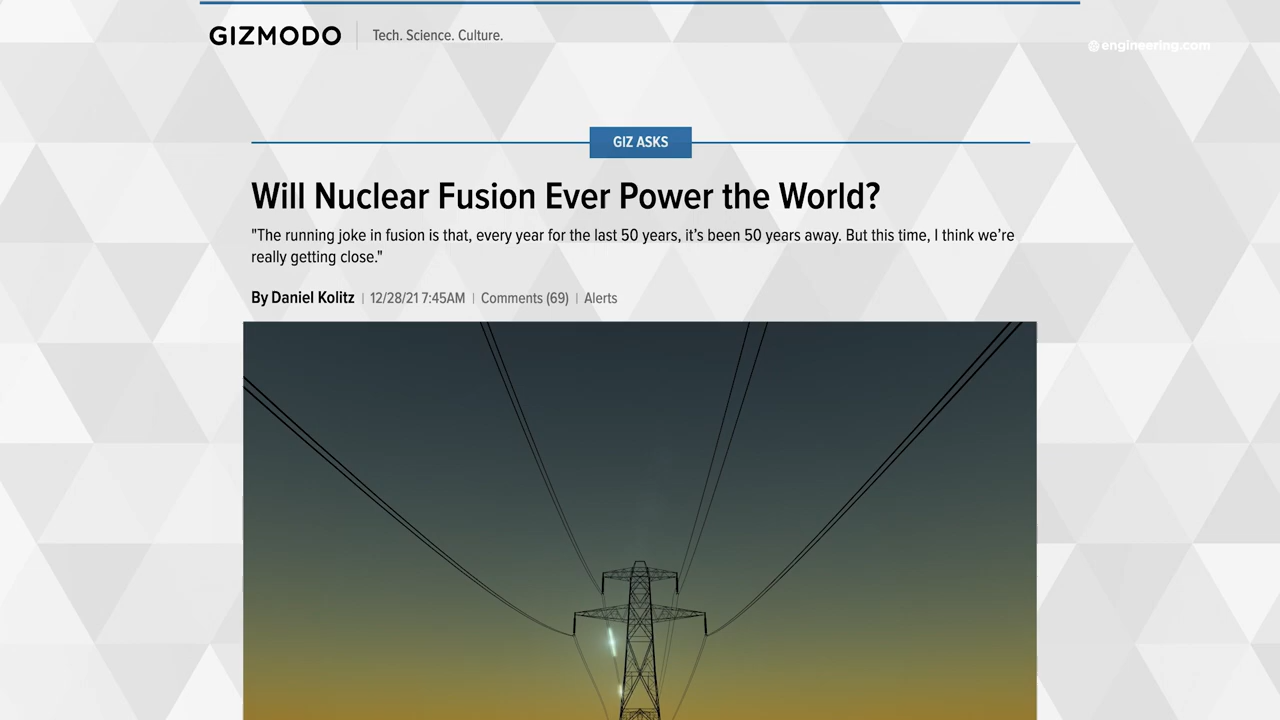 GIZMODO
Tech. Science. Culture.
engineering.com
GIZ ASKS
Will Nuclear Fusion Ever Power the World?
"The running joke in fusion is that, every year for the last 50 years, it’s been 50 years away. But this time, I think we’re
really getting close."
By Daniel Kolitz | 12/28/21 7:45AM | Comments (69) | Alerts